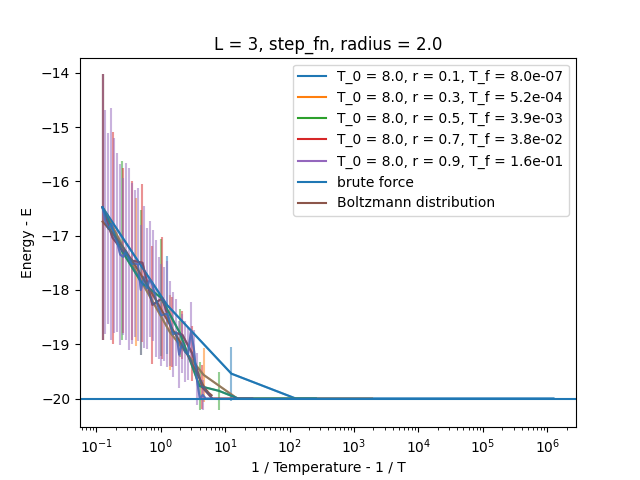 L = 3, step_fn, radius = 2.0
T_0 = 8.0, r = 0.1, T_f = 8.0e-07
T_0 = 8.0, r = 0.3, T_f = 5.2e-04
T_0 = 8.0, r = 0.5, T_f = 3.9e-03
T_0 = 8.0, r = 0.7, T_f = 3.8e-02
T_0 = 8.0, r = 0.9, T_f = 1.6e-01
brute force
Boltzmann distribution
Energy - E
−14
−15
−16
−17
−18
−19
−20
10⁻¹ 10⁰ 10¹ 10² 10³ 10⁴ 10⁵ 10⁶
1 / Temperature - 1 / T